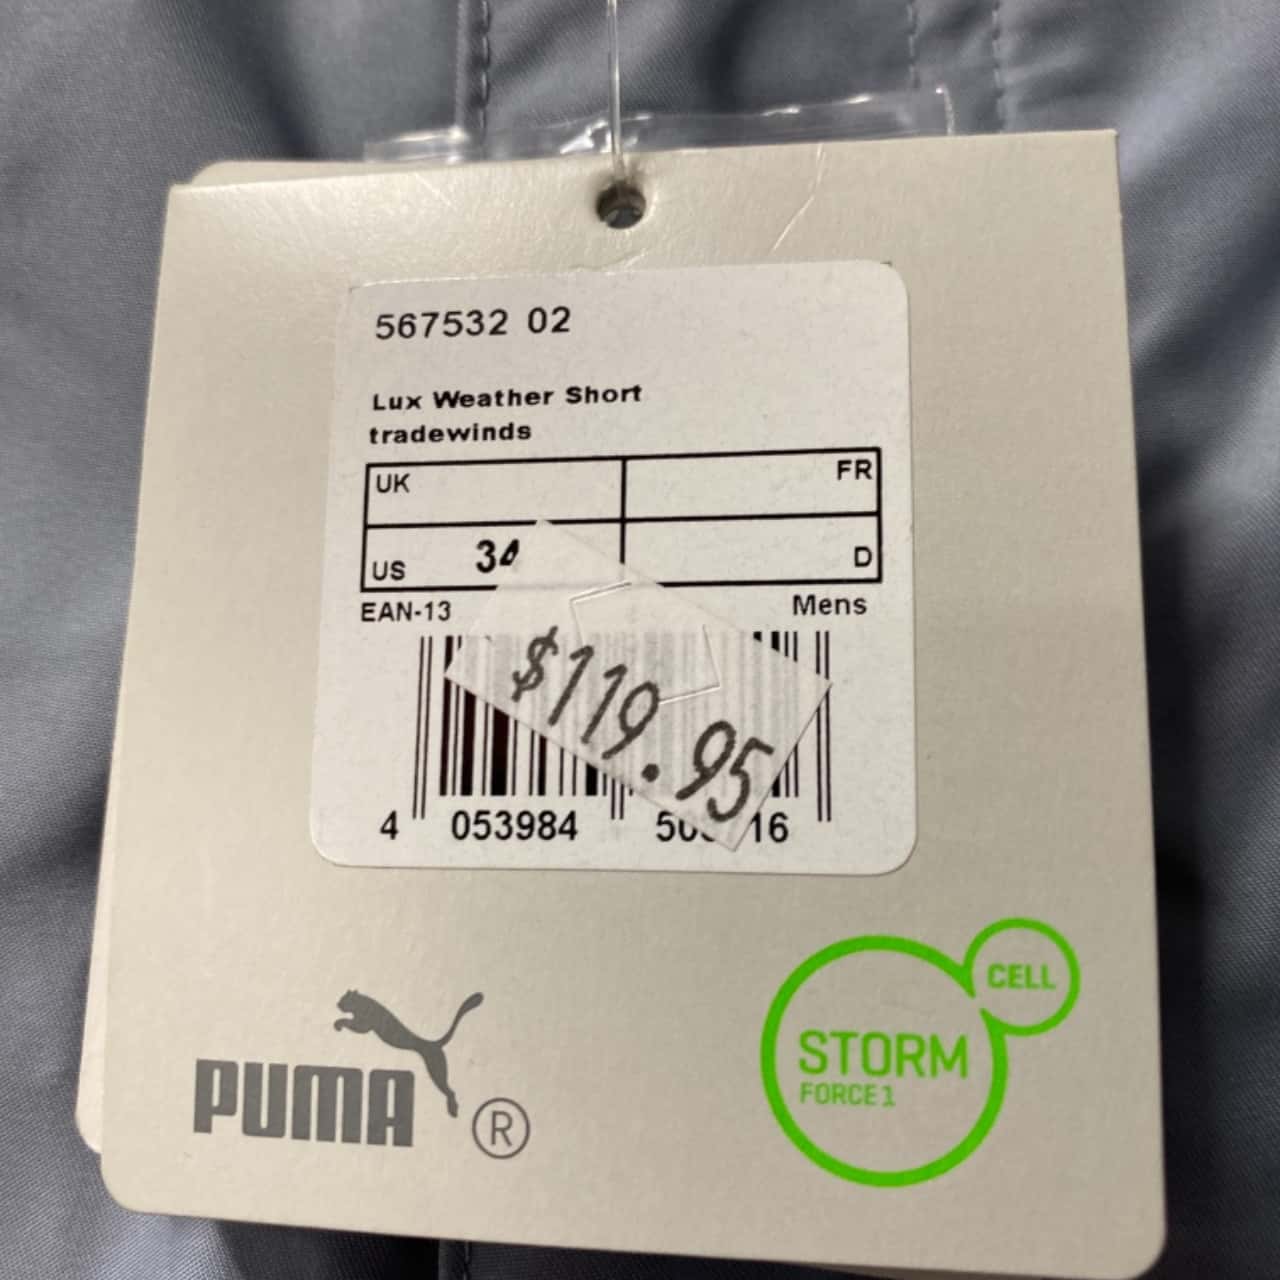 567532 02
Lux Weather Short
tradewinds
UK FR
US 34 D
EAN-13 Mens
$119.95
4 053984 50 16
PUMA ®
CELL
STORM
FORCE 1